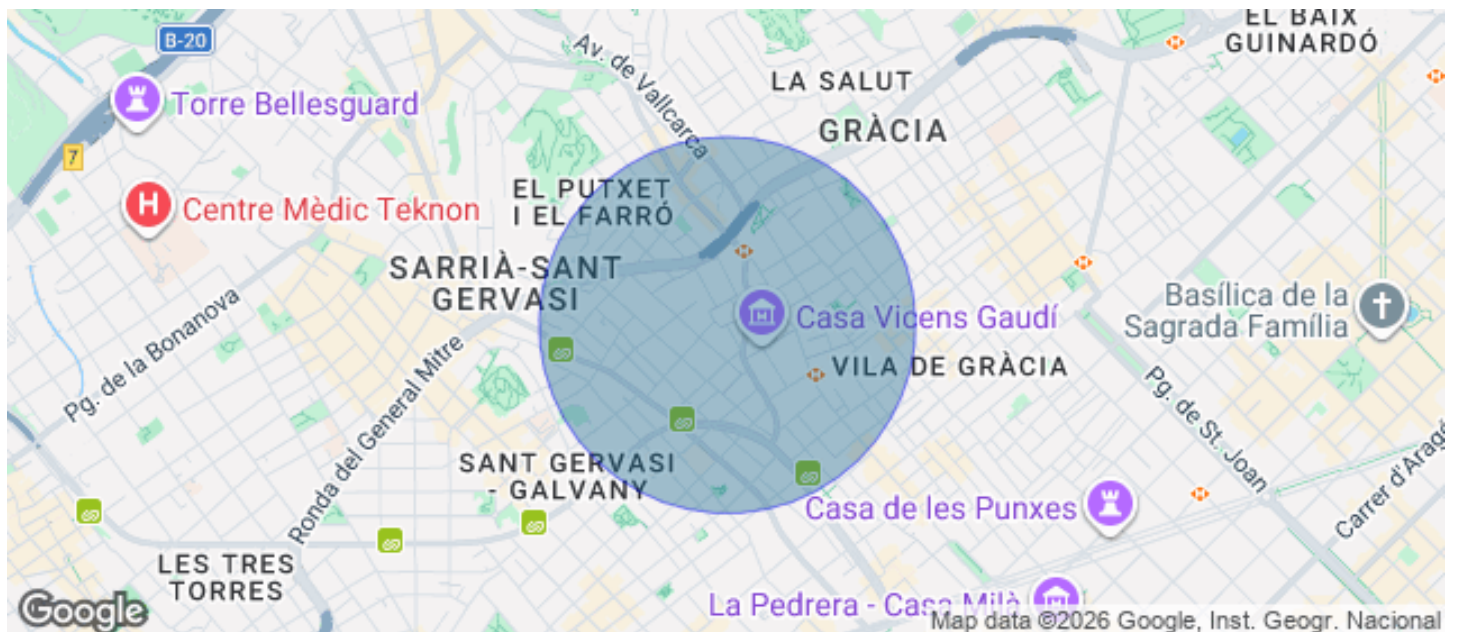 EL BAIX
GUINARDÓ
B-20
Av. de Vallcarca
LA SALUT
Torre Bellesguard
GRÀCIA
7
EL PUTXET
I EL FARRÓ
H
Centre Mèdic Teknon
SARRIÀ-SANT
GERVASI
Basílica de la
Sagrada Família
Casa Vicens Gaudí
Pg. de la Bonanova
VILA DE GRÀCIA
Ronda del General Mitre
Pg. de St. Joan
SANT GERVASI
- GALVANY
Carrer d'Aragó
Casa de les Punxes
LES TRES
TORRES
La Pedrera - Casa Milà
Google
Map data ©2026 Google, Inst. Geogr. Nacional